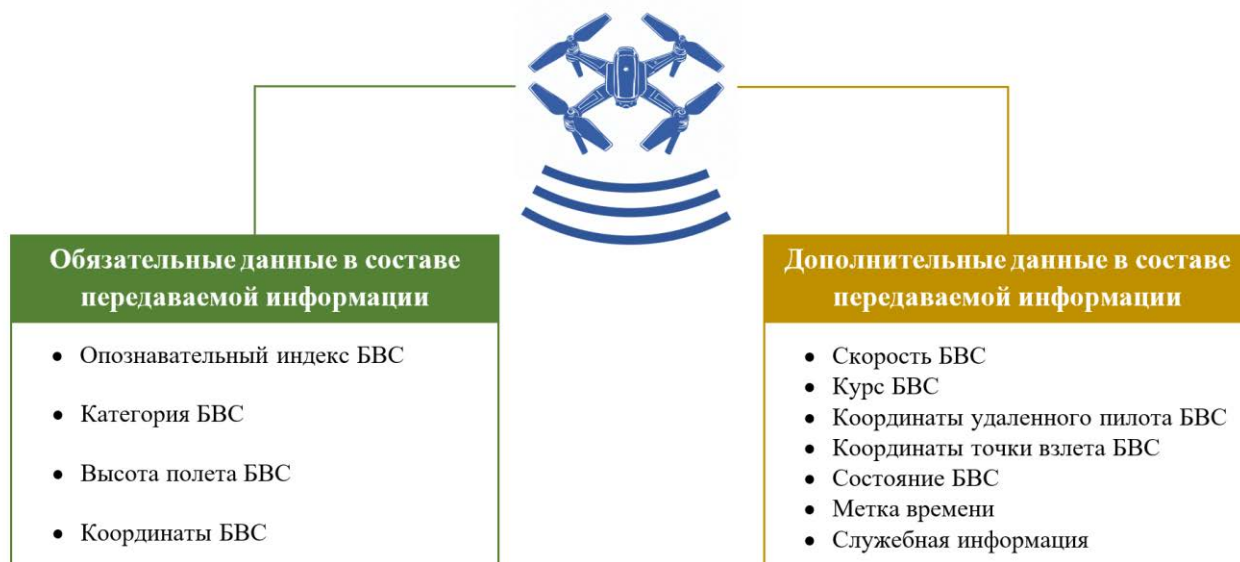 Обязательные данные в составе
передаваемой информации
• Опознавательный индекс БВС
• Категория БВС
• Высота полета БВС
• Координаты БВС
Дополнительные данные в составе
передаваемой информации
• Скорость БВС
• Курс БВС
• Координаты удаленного пилота БВС
• Координаты точки взлета БВС
• Состояние БВС
• Метка времени
• Служебная информация